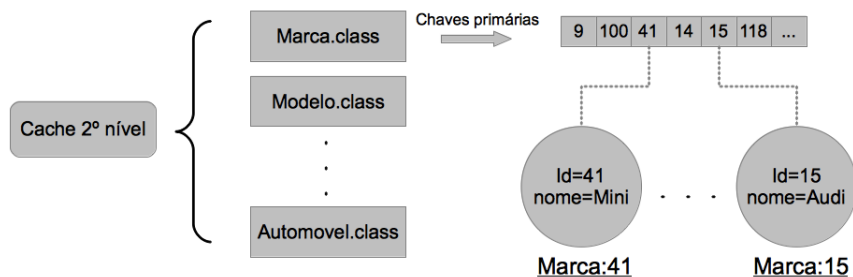 Cache 2º nível
Marca.class
Modelo.class
. . . .
Automovel.class
Chaves primárias
9 100 41 14 15 118 ...
Id=41
nome=Mini
. . .
Id=15
nome=Audi
Marca:41
Marca:15